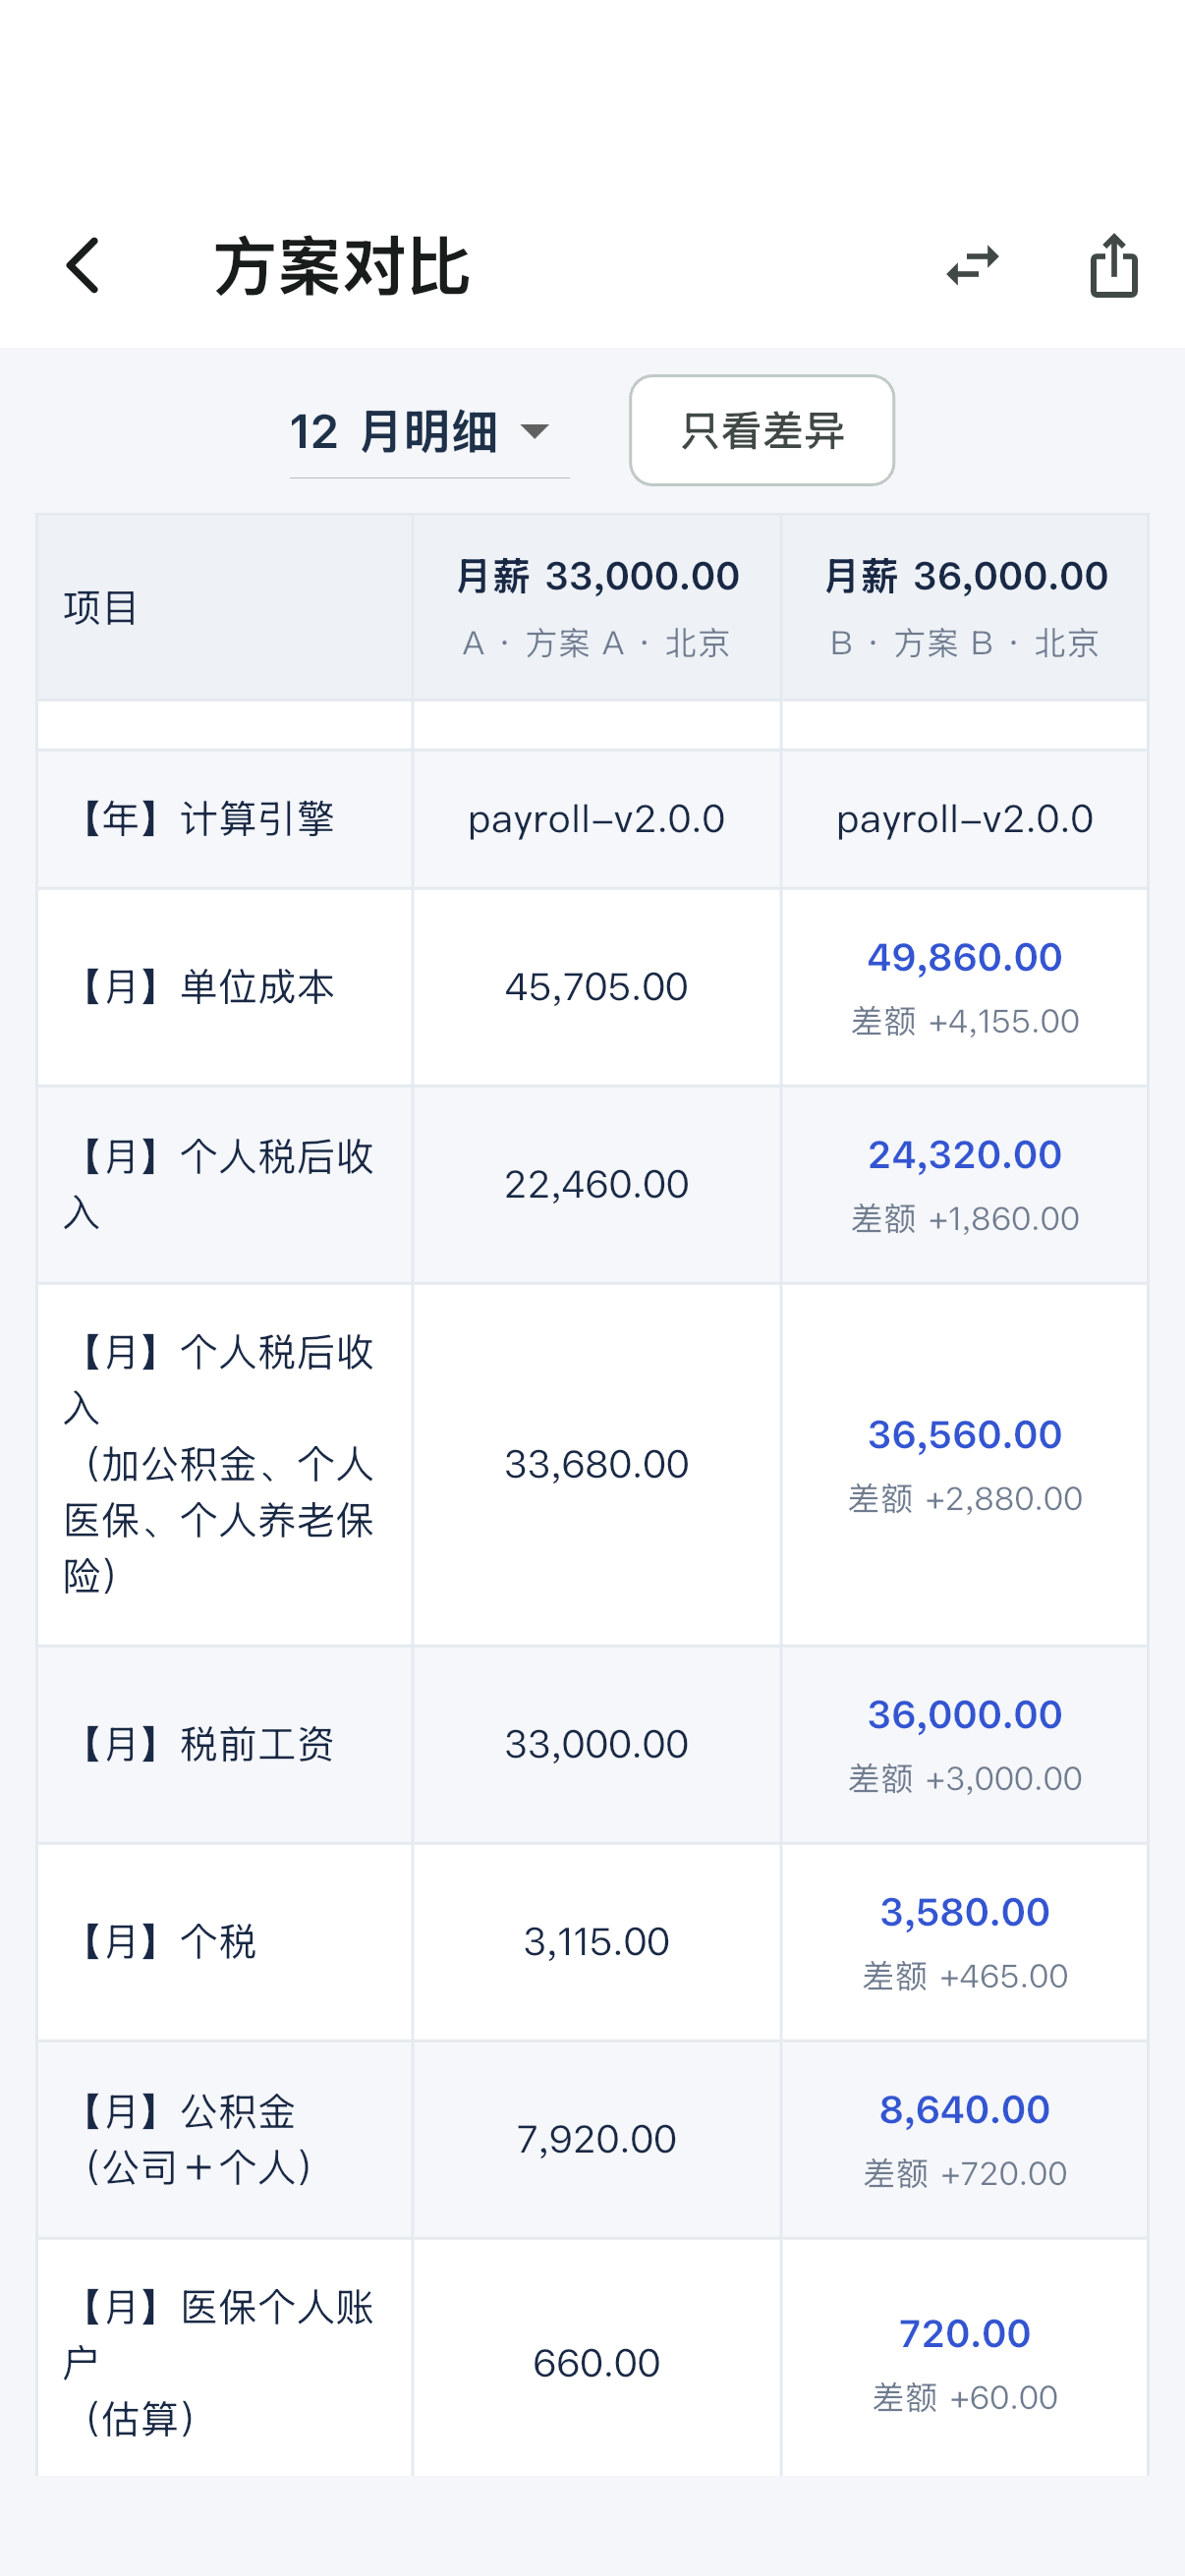 方案对比
12 月明细
只看差异
项目
月薪 33,000.00
A · 方案 A · 北京
月薪 36,000.00
B · 方案 B · 北京
【年】计算引擎
payroll-v2.0.0
payroll-v2.0.0
【月】单位成本
45,705.00
49,860.00
差额 +4,155.00
【月】个人税后收
入
22,460.00
24,320.00
差额 +1,860.00
【月】个人税后收
入
（加公积金、个人
医保、个人养老保
险）
33,680.00
36,560.00
差额 +2,880.00
【月】税前工资
33,000.00
36,000.00
差额 +3,000.00
【月】个税
3,115.00
3,580.00
差额 +465.00
【月】公积金
（公司＋个人）
7,920.00
8,640.00
差额 +720.00
【月】医保个人账
户
（估算）
660.00
720.00
差额 +60.00